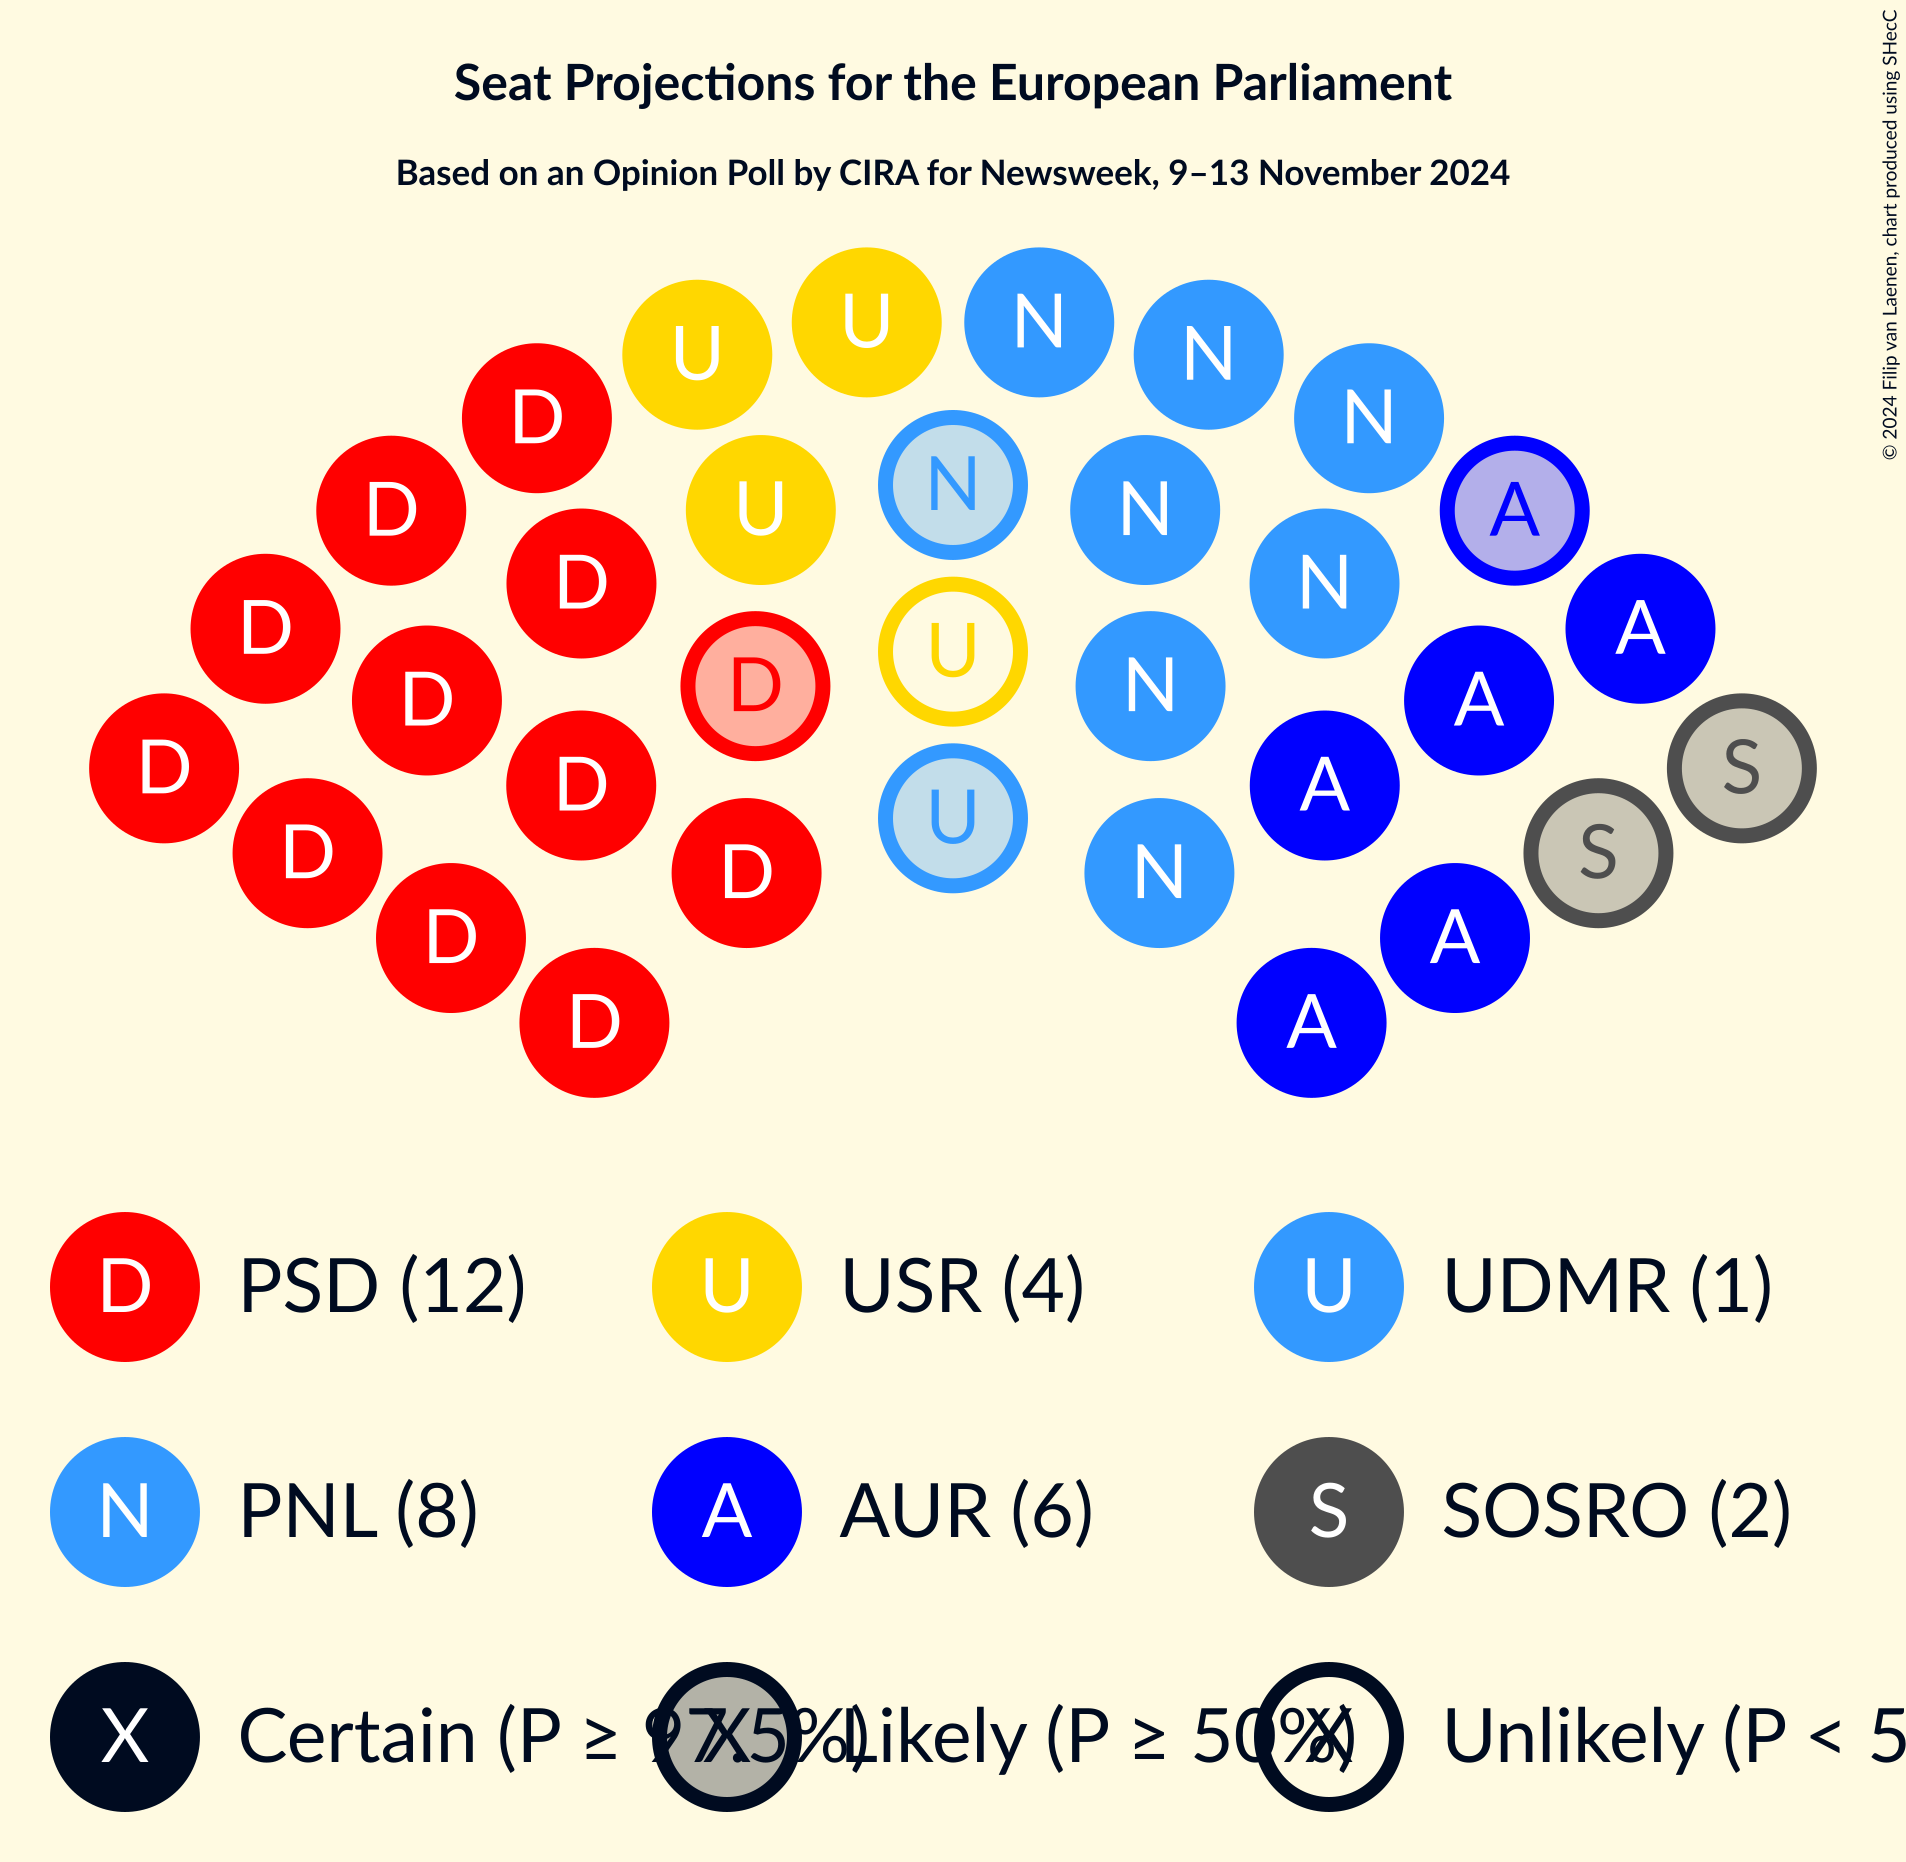 Seat Projections for the European Parliament
Based on an Opinion Poll by CIRA for Newsweek, 9–13 November 2024
© 2024 Filip van Laenen, chart produced using SHecC
U U N N
D N
D U N N A
D D N N A
D D D U N A A
D D U N A S
D D N A S
D A
D A
D PSD (12) U USR (4) U UDMR (1)
N PNL (8) A AUR (6) S SOSRO (2)
X Certain (P ≥ 97.5%) X Likely (P ≥ 50%) X Unlikely (P < 5